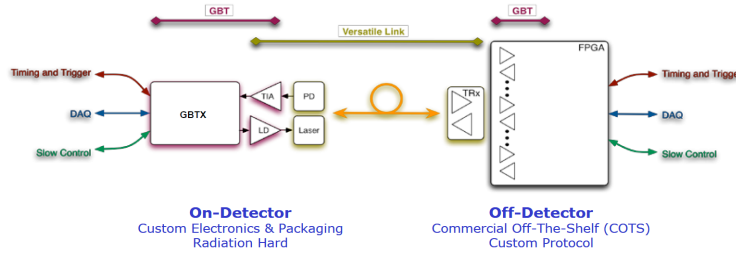 GBT
GBT
Versatile Link
FPGA
Timing and Trigger
TIA
PD
TRx
Timing and Trigger
DAQ
GBTX
DAQ
LD
Laser
Slow Control
Slow Control
On-Detector
Custom Electronics & Packaging
Radiation Hard
Off-Detector
Commercial Off-The-Shelf (COTS)
Custom Protocol